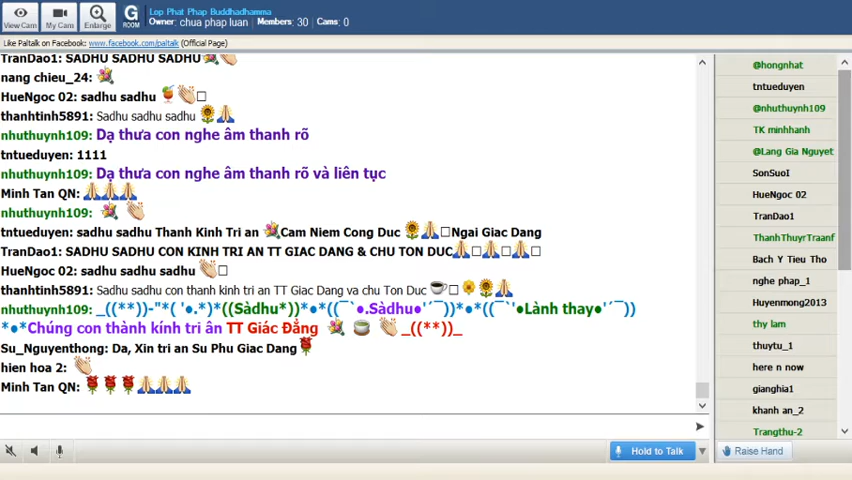 View Cam
My Cam
Enlarge
G
ROOM
Lop Phat Phap Buddhadhamma
Owner: chua phap luan Members: 30 Cams: 0
Like Paltalk on Facebook: www.facebook.com/paltalk (Official Page)
TranDao1: SADHU SADHU SADHU💐👏
nang chieu_24: 💐
HueNgoc 02: sadhu sadhu 🍹👏□
thanhtinh5891: Sadhu sadhu sadhu 🌻🙏
nhuthuynh109: Dạ thưa con nghe âm thanh rõ
tntueduyen: 1111
nhuthuynh109: Dạ thưa con nghe âm thanh rõ và liên tục
Minh Tan QN: 🙏🙏🙏
nhuthuynh109: 💐 👏
tntueduyen: sadhu sadhu Thanh Kinh Tri an 💐Cam Niem Cong Duc 🌻🙏□Ngai Giac Dang
TranDao1: SADHU SADHU CON KINH TRI AN TT GIAC DANG & CHU TON DUC🙏□🙏□🙏□
HueNgoc 02: sadhu sadhu sadhu 👏□
thanhtinh5891: Sadhu sadhu con thanh kinh tri an TT Giac Dang va chu Ton Duc ☕□ 🌼🌻🙏
nhuthuynh109: _((**))-"*( '●.*)*((Sàdhu*))*●*((¯`●.Sàdhu●'´¯))*●*((¯`'●Lành thay●'´¯))
*●*Chúng con thành kính tri ân TT Giác Đẳng 💐 🍵 👏 _((**))_
Su_Nguyenthong: Da, Xin tri an Su Phu Giac Dang🌹
hien hoa 2: 👏
Minh Tan QN: 🌹🌹🌹🙏🙏🙏
Hold to Talk
@hongnhat
tntueduyen
@nhuthuynh109
TK minhhanh
@Lang Gia Nguyet
SonSuoI
HueNgoc 02
TranDao1
ThanhThuyrTraanf
Bach Y Tieu Tho
nghe phap_1
Huyenmong2013
thy lam
thuytu_1
here n now
gianghia1
khanh an_2
Trangthu-2
Raise Hand